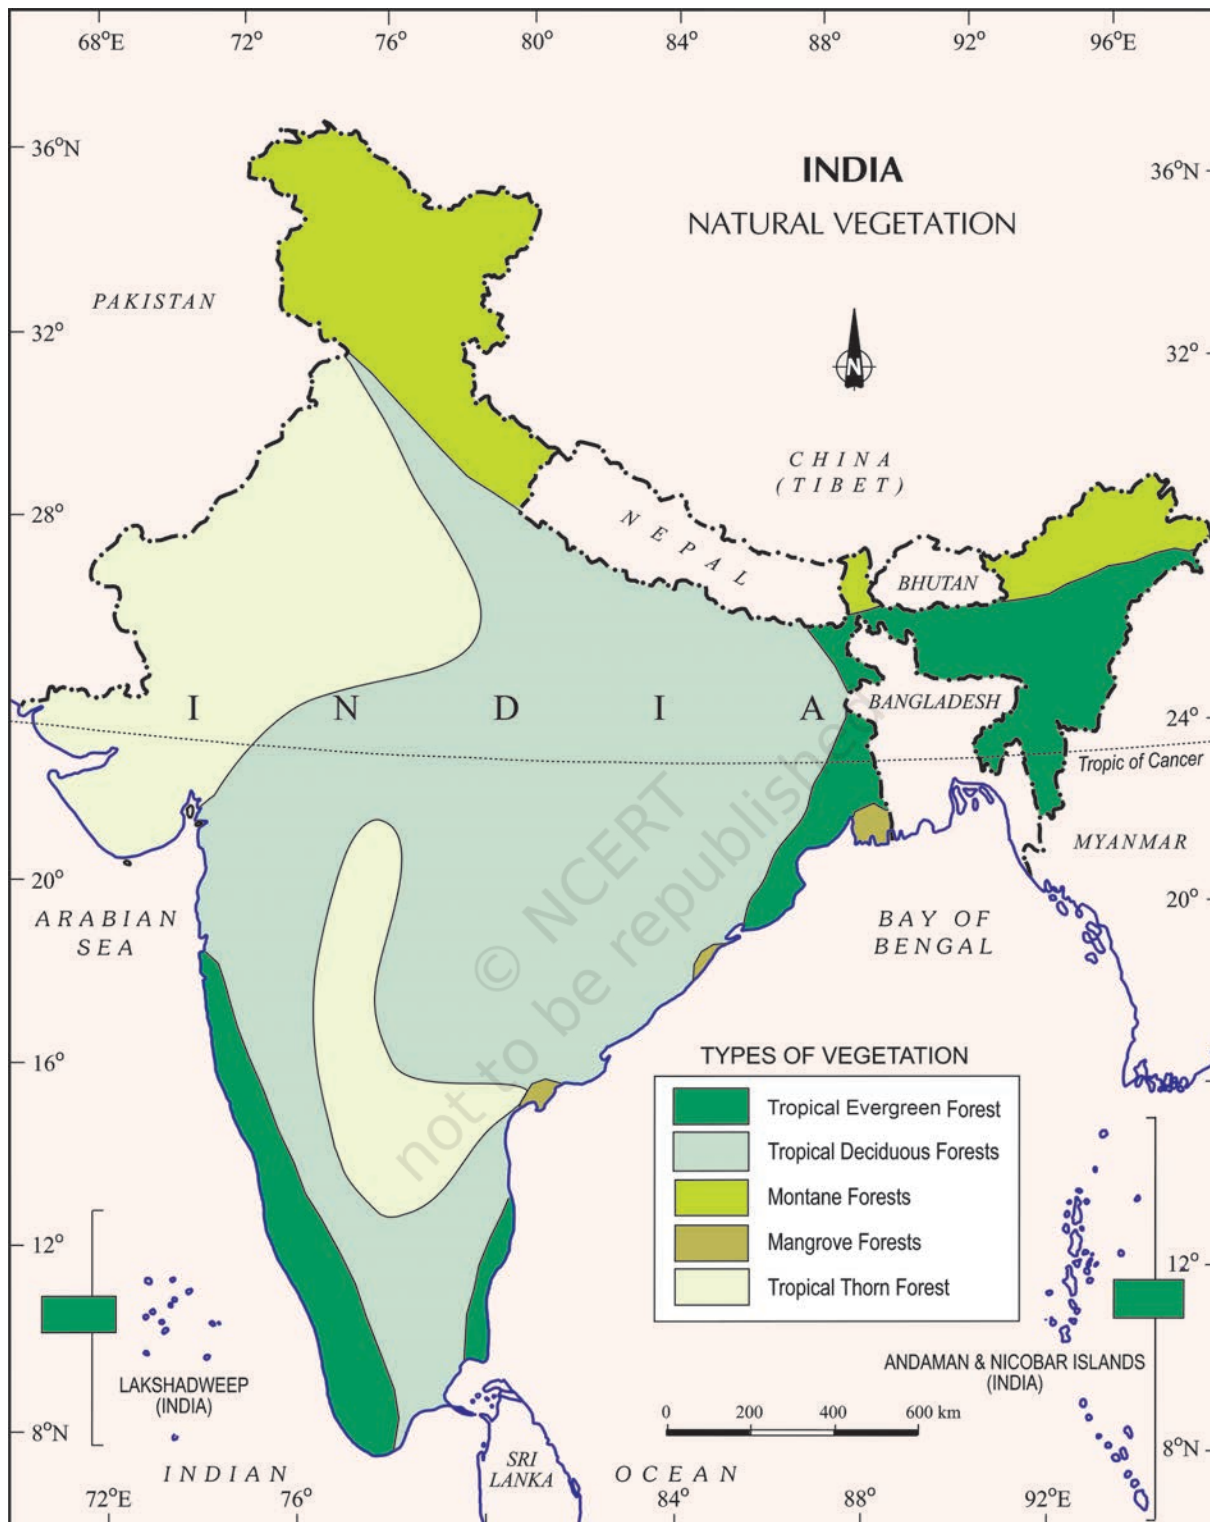 68°E 72° 76° 80° 84° 88° 92° 96°E
36°N
INDIA
36°N
NATURAL VEGETATION
PAKISTAN
32°
32°
N
CHINA
(TIBET)
28°
NEPAL
28°
BHUTAN
INDIA
BANGLADESH
24°
Tropic of Cancer
MYANMAR
20°
20°
ARABIAN
SEA
BAY OF
BENGAL
© NCERT
not to be republished
16°
TYPES OF VEGETATION
Tropical Evergreen Forest
Tropical Deciduous Forests
Montane Forests
Mangrove Forests
Tropical Thorn Forest
12°
12°
LAKSHADWEEP
(INDIA)
ANDAMAN & NICOBAR ISLANDS
(INDIA)
0 200 400 600 km
8°N
8°N
SRI
LANKA
INDIAN OCEAN
72°E 76° 84° 88° 92°E